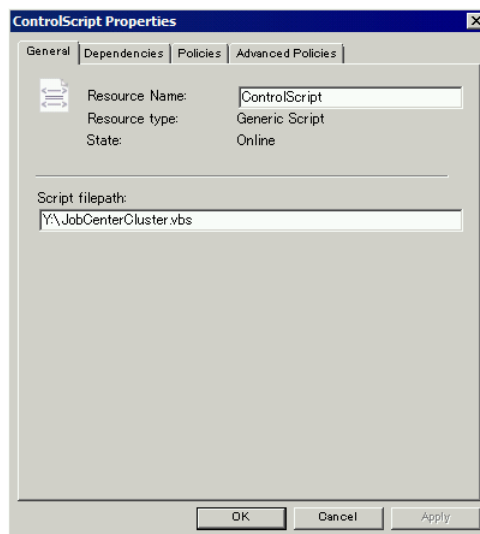 ControlScript Properties
General Dependencies Policies Advanced Policies
Resource Name: ControlScript
Resource type: Generic Script
State: Online
Script filepath:
Y:\JobCenterCluster.vbs
OK Cancel Apply